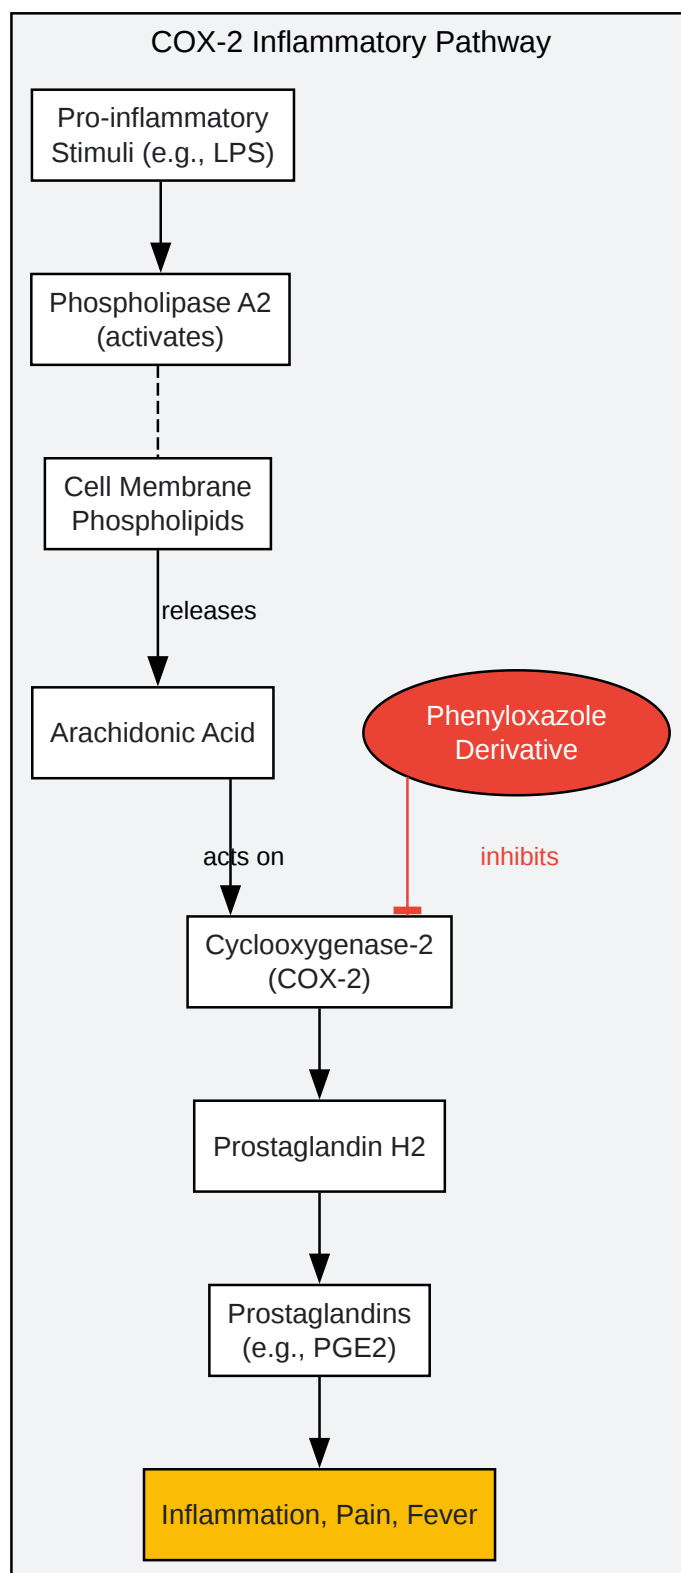 COX-2 Inflammatory Pathway
Pro-inflammatory
Stimuli (e.g., LPS)
Phospholipase A2
(activates)
Cell Membrane
Phospholipids
releases
Arachidonic Acid
Phenyloxazole
Derivative
acts on
inhibits
Cyclooxygenase-2
(COX-2)
Prostaglandin H2
Prostaglandins
(e.g., PGE2)
Inflammation, Pain, Fever